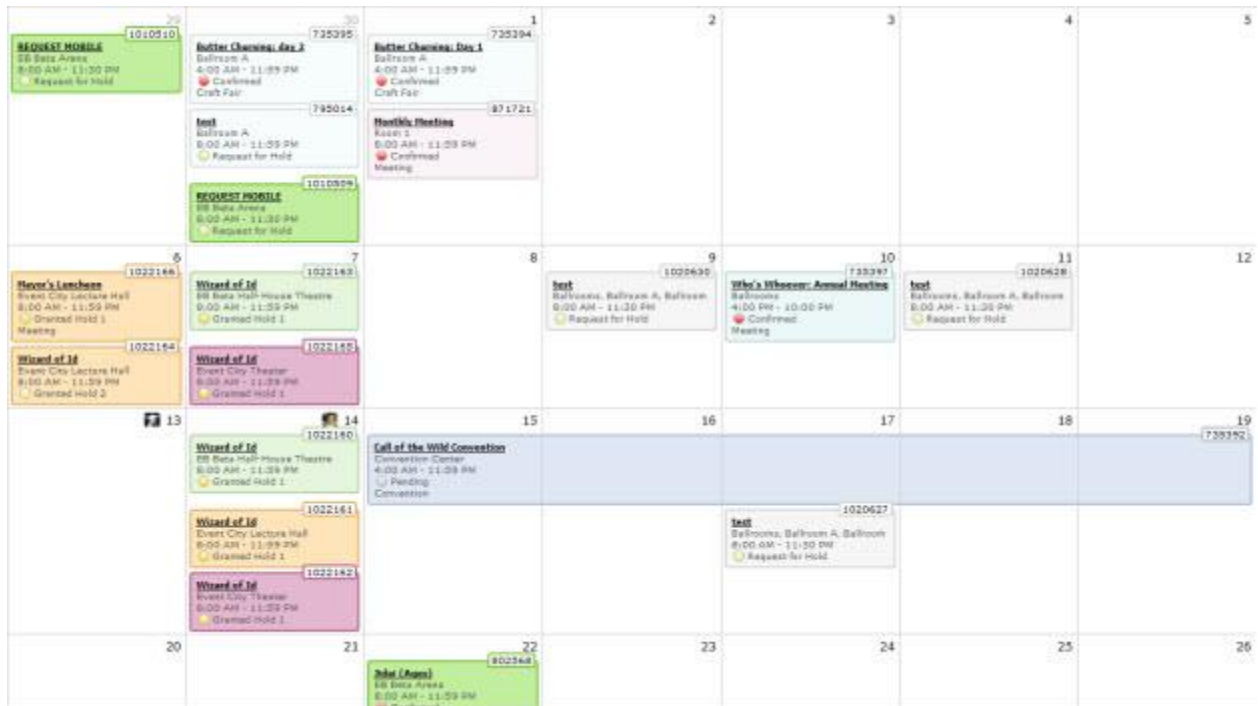 29
30
1
2
3
4
5
1010510
REQUEST MOBILE
EB Beta Arena
8:00 AM - 11:30 PM
Request for Hold
735395
Butter Churning: day 2
Ballroom A
4:00 AM - 11:59 PM
Confirmed
Craft Fair
795014
test
Ballroom A
8:00 AM - 11:59 PM
Request for Hold
1010509
REQUEST MOBILE
EB Beta Arena
8:00 AM - 11:30 PM
Request for Hold
735394
Butter Churning: Day 1
Ballroom A
4:00 AM - 11:59 PM
Confirmed
Craft Fair
871721
Monthly Meeting
Room 1
8:00 AM - 11:59 PM
Confirmed
Meeting
6
7
8
9
10
11
12
1022166
Mayor's Luncheon
Event City Lecture Hall
8:00 AM - 11:59 PM
Granted Hold 1
Meeting
1022164
Wizard of Id
Event City Lecture Hall
8:00 AM - 11:59 PM
Granted Hold 2
1022163
Wizard of Id
EB Beta Half-House Theatre
8:00 AM - 11:59 PM
Granted Hold 1
1022165
Wizard of Id
Event City Theater
8:00 AM - 11:59 PM
Granted Hold 1
1020630
test
Ballrooms, Ballroom A, Ballroom
8:00 AM - 11:30 PM
Request for Hold
735397
Who's Whoever: Annual Meeting
Ballrooms
4:00 PM - 10:00 PM
Confirmed
Meeting
1020628
test
Ballrooms, Ballroom A, Ballroom
8:00 AM - 11:30 PM
Request for Hold
13
14
15
16
17
18
19
1022160
Wizard of Id
EB Beta Half-House Theatre
8:00 AM - 11:59 PM
Granted Hold 1
1022161
Wizard of Id
Event City Lecture Hall
8:00 AM - 11:59 PM
Granted Hold 1
1022162
Wizard of Id
Event City Theater
8:00 AM - 11:59 PM
Granted Hold 1
735392
Call of the Wild Convention
Convention Center
4:00 AM - 11:59 PM
Pending
Convention
1020627
test
Ballrooms, Ballroom A, Ballroom
8:00 AM - 11:30 PM
Request for Hold
20
21
22
23
24
25
26
802568
(Ages)
EB Beta Arena
8:00 AM - 11:59 PM